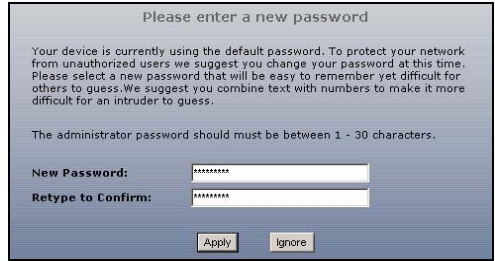 Please enter a new password
Your device is currently using the default password. To protect your network
from unauthorized users we suggest you change your password at this time.
Please select a new password that will be easy to remember yet difficult for
others to guess.We suggest you combine text with numbers to make it more
difficult for an intruder to guess.
The administrator password should must be between 1 - 30 characters.
New Password: *********
Retype to Confirm: *********
Apply Ignore